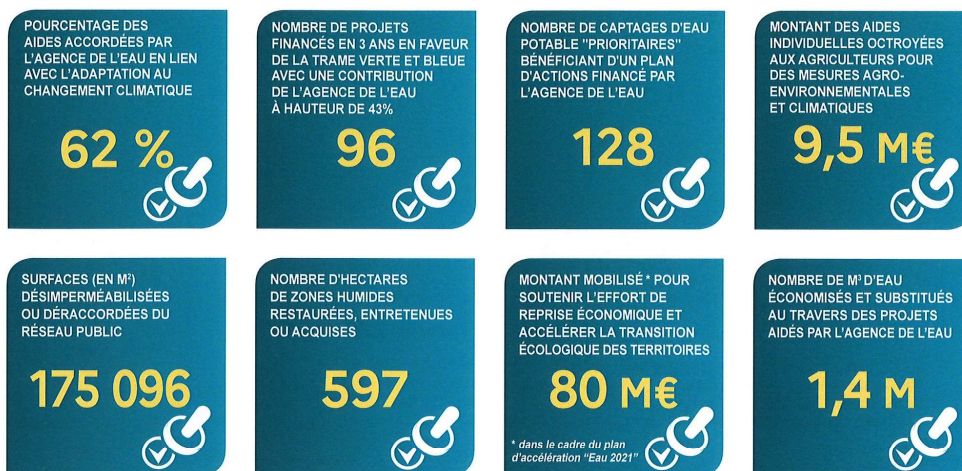 POURCENTAGE DES
AIDES ACCORDÉES PAR
L'AGENCE DE L'EAU EN LIEN
AVEC L'ADAPTATION AU
CHANGEMENT CLIMATIQUE
62 %
NOMBRE DE PROJETS
FINANCÉS EN 3 ANS EN FAVEUR
DE LA TRAME VERTE ET BLEUE
AVEC UNE CONTRIBUTION
DE L'AGENCE DE L'EAU
À HAUTEUR DE 43%
96
NOMBRE DE CAPTAGES D'EAU
POTABLE "PRIORITAIRES"
BÉNÉFICIANT D'UN PLAN
D'ACTIONS FINANCÉ PAR
L'AGENCE DE L'EAU
128
MONTANT DES AIDES
INDIVIDUELLES OCTROYÉES
AUX AGRICULTEURS POUR
DES MESURES AGRO-
ENVIRONNEMENTALES
ET CLIMATIQUES
9,5 M€
SURFACES (EN M²)
DÉSIMPERMÉABILISÉES
OU DÉRACCORDÉES DU
RÉSEAU PUBLIC
175 096
NOMBRE D'HECTARES
DE ZONES HUMIDES
RESTAURÉES, ENTRETENUES
OU ACQUISES
597
MONTANT MOBILISÉ * POUR
SOUTENIR L'EFFORT DE
REPRISE ÉCONOMIQUE ET
ACCÉLÉRER LA TRANSITION
ÉCOLOGIQUE DES TERRITOIRES
80 M€
* dans le cadre du plan
d'accélération "Eau 2021"
NOMBRE DE M³ D'EAU
ÉCONOMISÉS ET SUBSTITUÉS
AU TRAVERS DES PROJETS
AIDÉS PAR L'AGENCE DE L'EAU
1,4 M